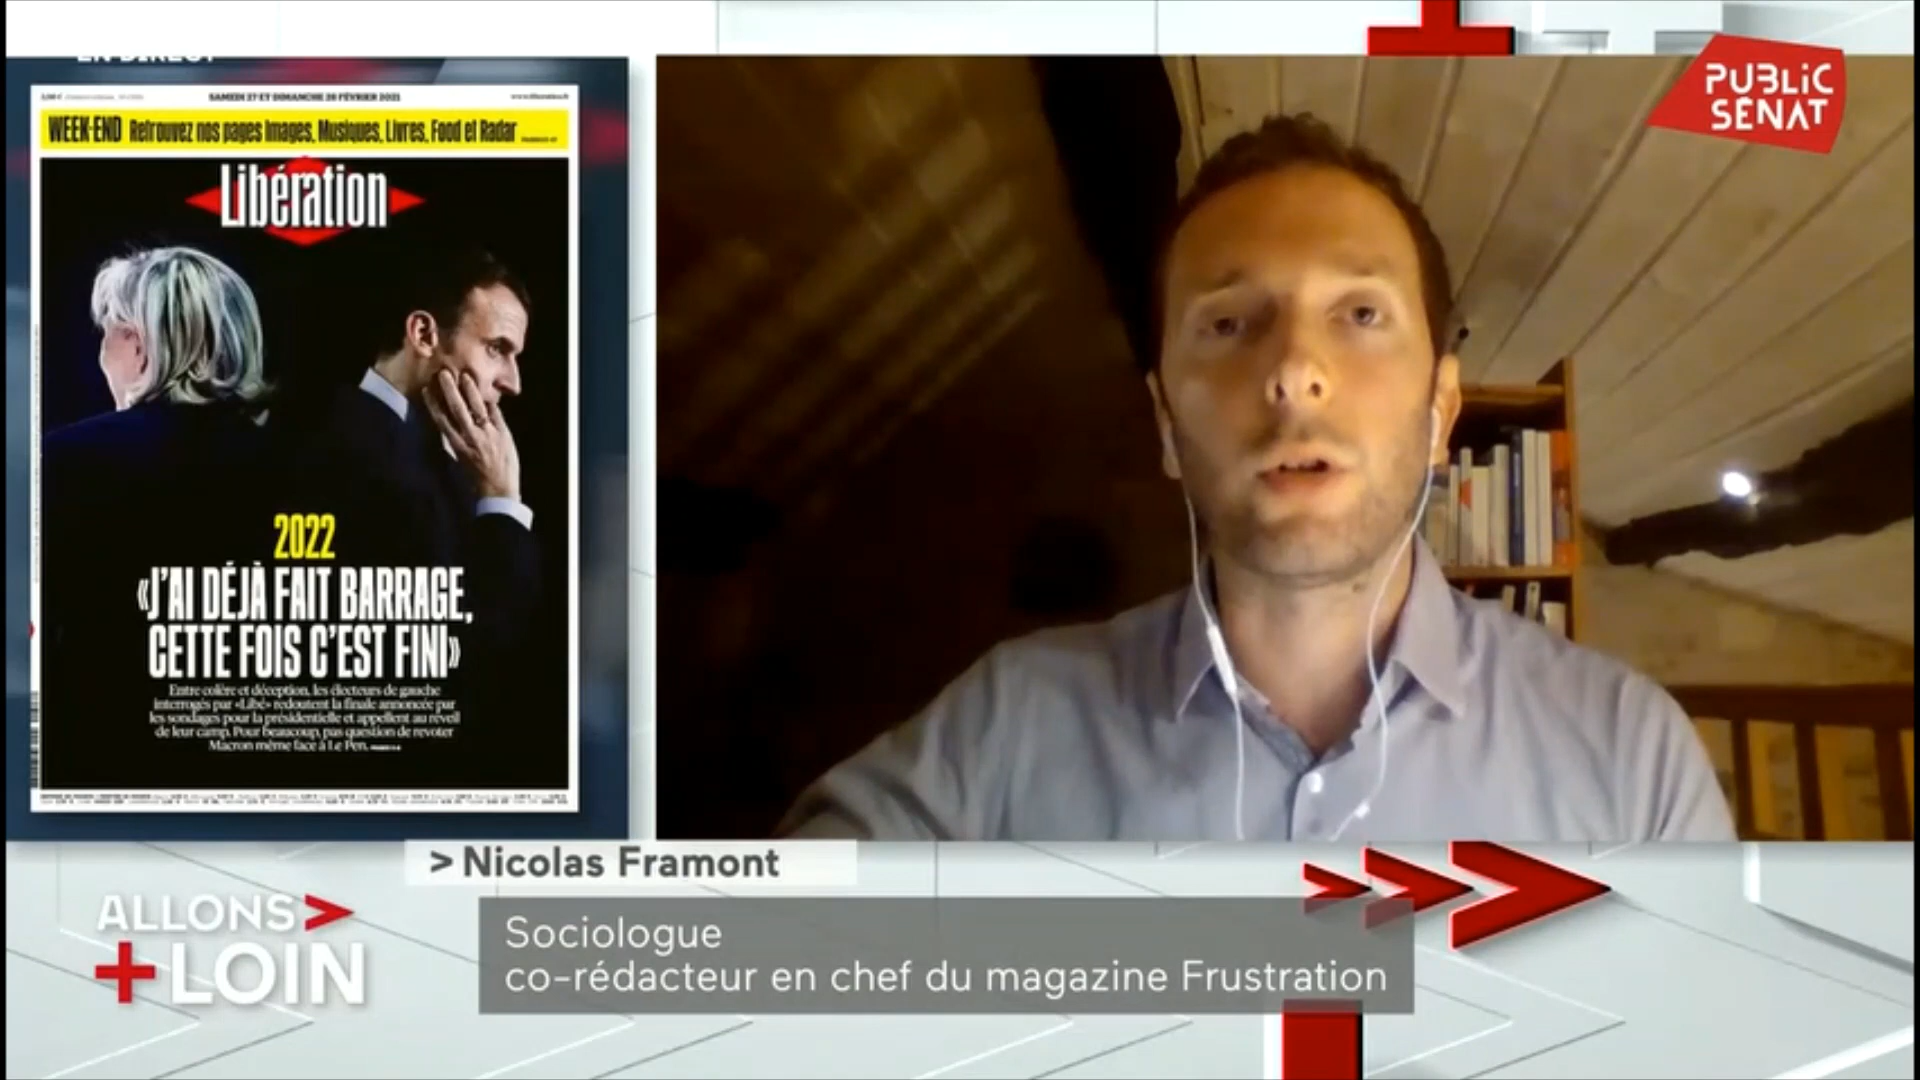 EN DIRECT
SAMEDI 27 ET DIMANCHE 28 FÉVRIER 2021
WEEK-END Retrouvez nos pages Images, Musiques, Livres, Food et Radar
Libération
2022
«J'AI DÉJÀ FAIT BARRAGE,
CETTE FOIS C'EST FINI»
Entre colère et déception, les électeurs de gauche
interrogés par «Libé» redoutent la finale annoncée par
les sondages pour la présidentielle et appellent au réveil
de leur camp. Pour beaucoup, pas question de revoter
Macron même face à Le Pen.
PUBLIC
SÉNAT
> Nicolas Framont
Sociologue
co-rédacteur en chef du magazine Frustration
ALLONS>
+LOIN